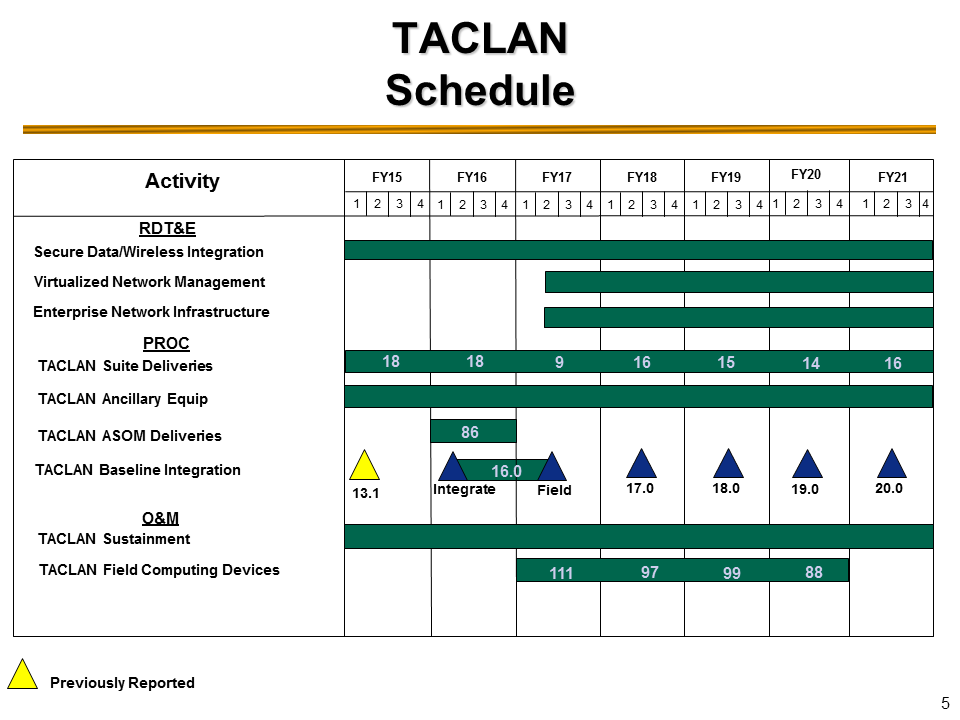 TACLAN
Schedule
Activity
FY15 FY16 FY17 FY18 FY19 FY20 FY21
1 2 3 4 1 2 3 4 1 2 3 4 1 2 3 4 1 2 3 4 1 2 3 4 1 2 3 4
RDT&E
Secure Data/Wireless Integration
Virtualized Network Management
Enterprise Network Infrastructure
PROC
TACLAN Suite Deliveries 18 18 9 16 15 14 16
TACLAN Ancillary Equip
TACLAN ASOM Deliveries 86
TACLAN Baseline Integration 16.0
13.1 Integrate Field 17.0 18.0 19.0 20.0
O&M
TACLAN Sustainment
TACLAN Field Computing Devices 111 97 99 88
Previously Reported
5